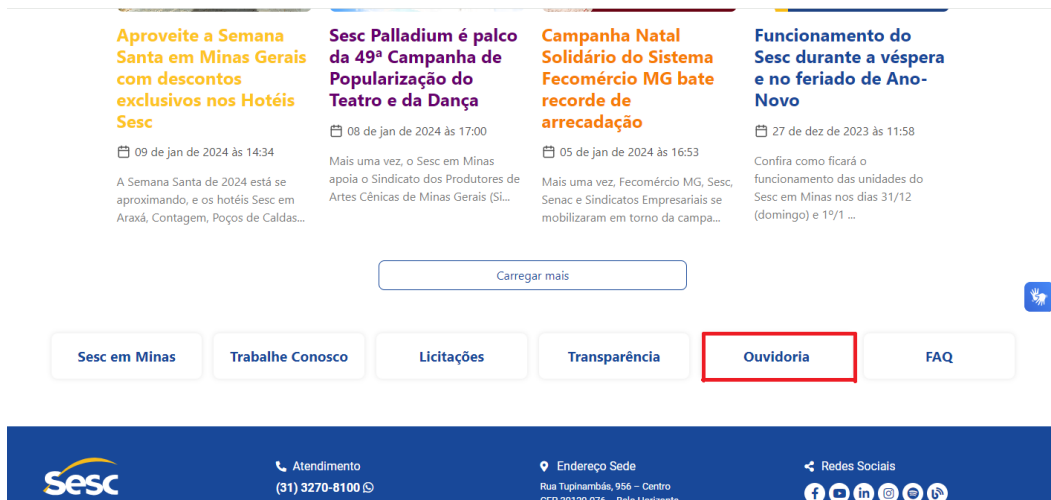 Aproveite a Semana
Santa em Minas Gerais
com descontos
exclusivos nos Hotéis
Sesc
09 de jan de 2024 às 14:34
A Semana Santa de 2024 está se
aproximando, e os hotéis Sesc em
Araxá, Contagem, Poços de Caldas...
Sesc Palladium é palco
da 49ª Campanha de
Popularização do
Teatro e da Dança
08 de jan de 2024 às 17:00
Mais uma vez, o Sesc em Minas
apoia o Sindicato dos Produtores de
Artes Cênicas de Minas Gerais (Si...
Campanha Natal
Solidário do Sistema
Fecomércio MG bate
recorde de
arrecadação
05 de jan de 2024 às 16:53
Mais uma vez, Fecomércio MG, Sesc,
Senac e Sindicatos Empresariais se
mobilizaram em torno da campa...
Funcionamento do
Sesc durante a véspera
e no feriado de Ano-
Novo
27 de dez de 2023 às 11:58
Confira como ficará o
funcionamento das unidades do
Sesc em Minas nos dias 31/12
(domingo) e 1º/1 ...
Carregar mais
Sesc em Minas
Trabalhe Conosco
Licitações
Transparência
Ouvidoria
FAQ
Sesc
Atendimento
(31) 3270-8100
Endereço Sede
Rua Tupinambás, 956 – Centro
CEP 30120-076 – Belo Horizonte
Redes Sociais